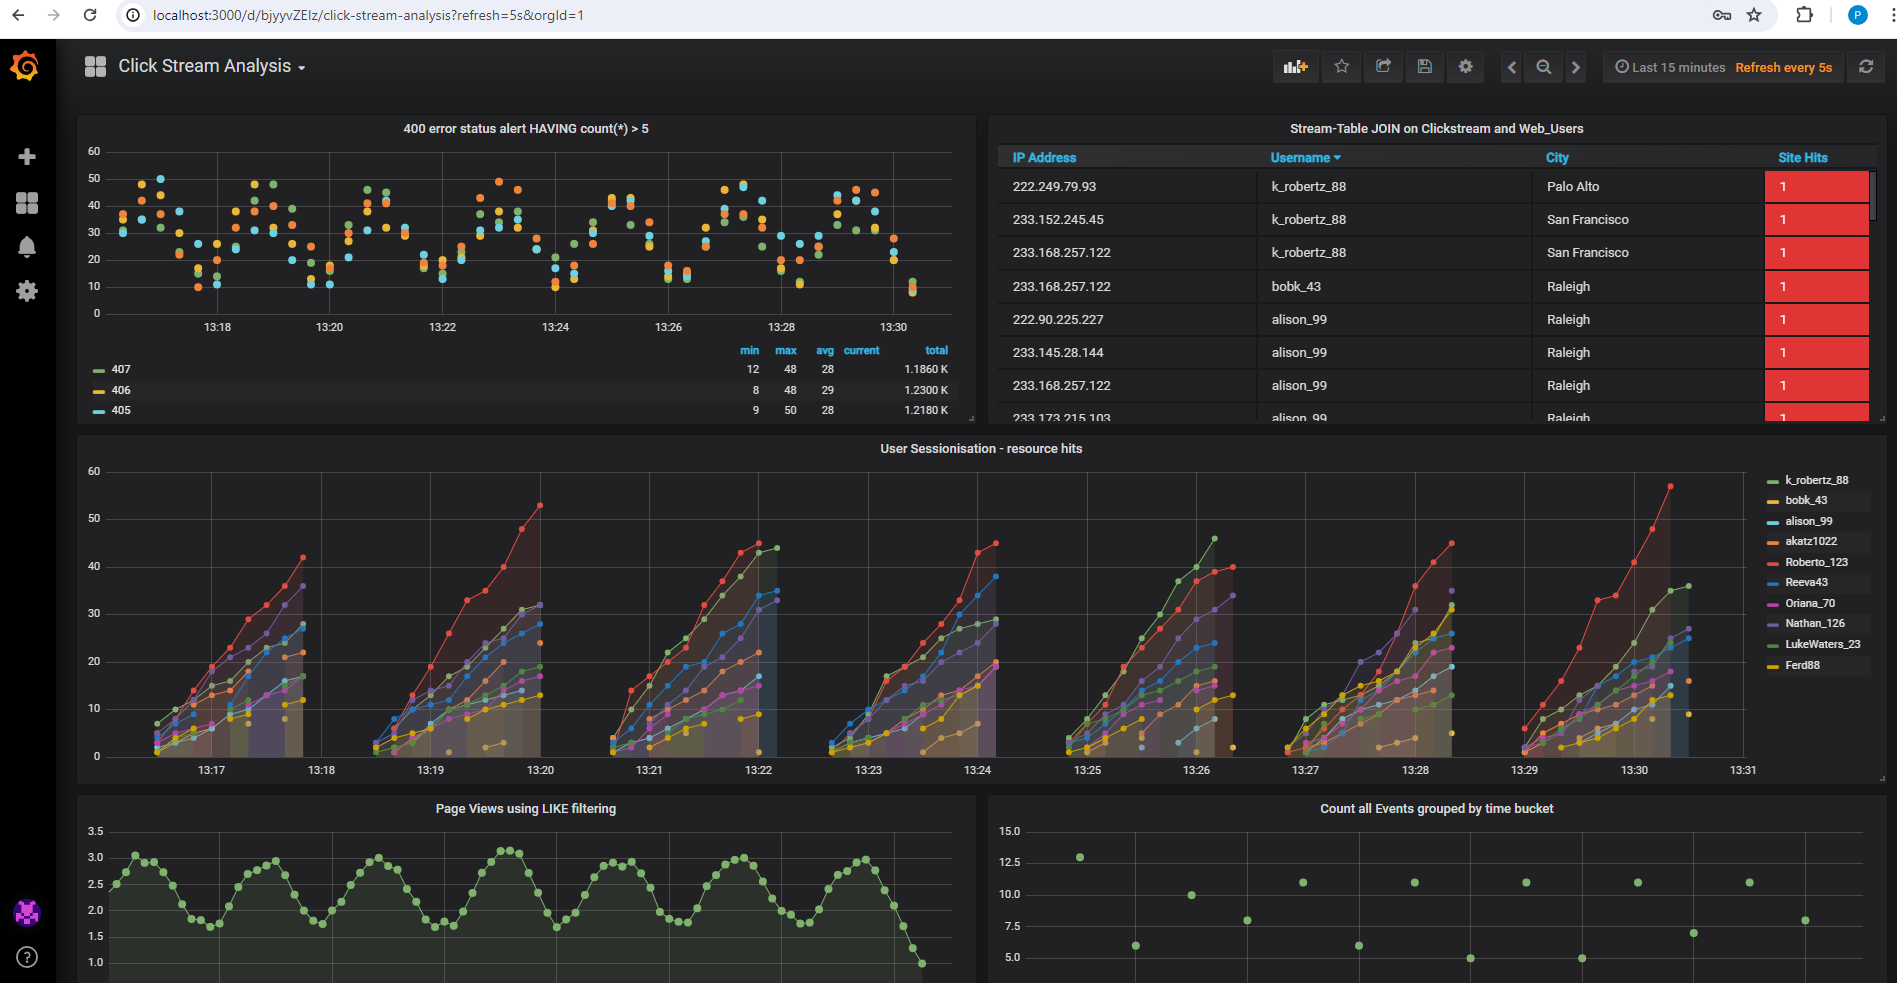 localhost:3000/d/bjyyvZEIz/click-stream-analysis?refresh=5s&orgId=1
P
Click Stream Analysis
Last 15 minutes Refresh every 5s
400 error status alert HAVING count(*) > 5
60
50
40
30
20
10
0
13:18 13:20 13:22 13:24 13:26 13:28 13:30
min max avg current total
407 12 48 28 1.1860 K
406 8 48 29 1.2300 K
405 9 50 28 1.2180 K
Stream-Table JOIN on Clickstream and Web_Users
IP Address Username City Site Hits
222.249.79.93 k_robertz_88 Palo Alto 1
233.152.245.45 k_robertz_88 San Francisco 1
233.168.257.122 k_robertz_88 San Francisco 1
233.168.257.122 bobk_43 Raleigh 1
222.90.225.227 alison_99 Raleigh 1
233.145.28.144 alison_99 Raleigh 1
233.168.257.122 alison_99 Raleigh 1
233.173.215.103 alison_99 Raleigh 1
User Sessionisation - resource hits
60
50
40
30
20
10
0
13:17 13:18 13:19 13:20 13:21 13:22 13:23 13:24 13:25 13:26 13:27 13:28 13:29 13:30 13:31
k_robertz_88
bobk_43
alison_99
akatz1022
Roberto_123
Reeva43
Oriana_70
Nathan_126
LukeWaters_23
Ferd88
Page Views using LIKE filtering
3.5
3.0
2.5
2.0
1.5
1.0
Count all Events grouped by time bucket
15.0
12.5
10.0
7.5
5.0